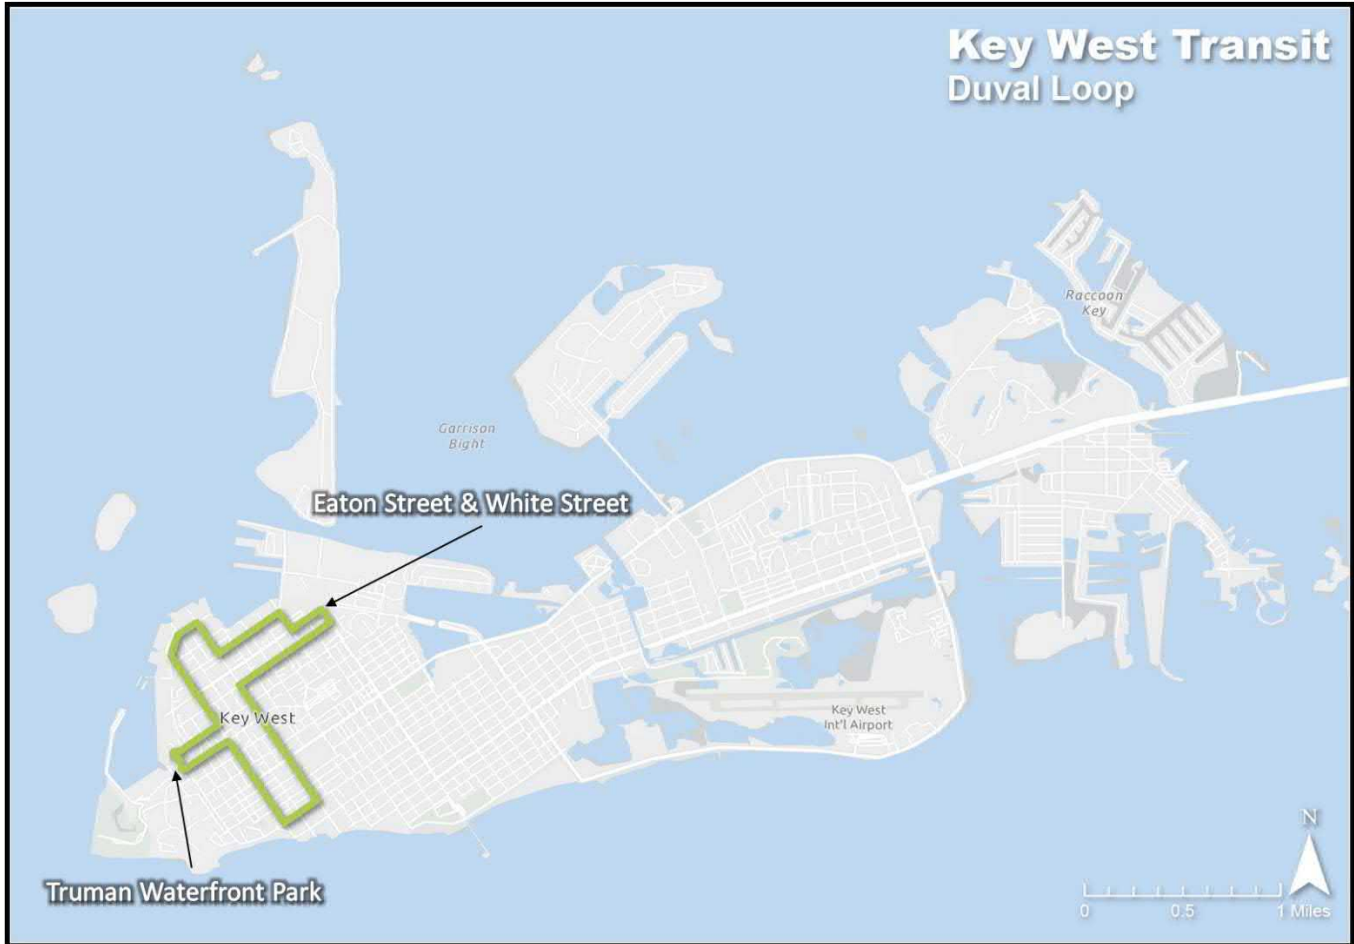 Key West Transit
Duval Loop
Raccoon
Key
Garrison
Bight
Eaton Street & White Street
Key West
Int'l Airport
Key West
Truman Waterfront Park
N
0 0.5 1 Miles